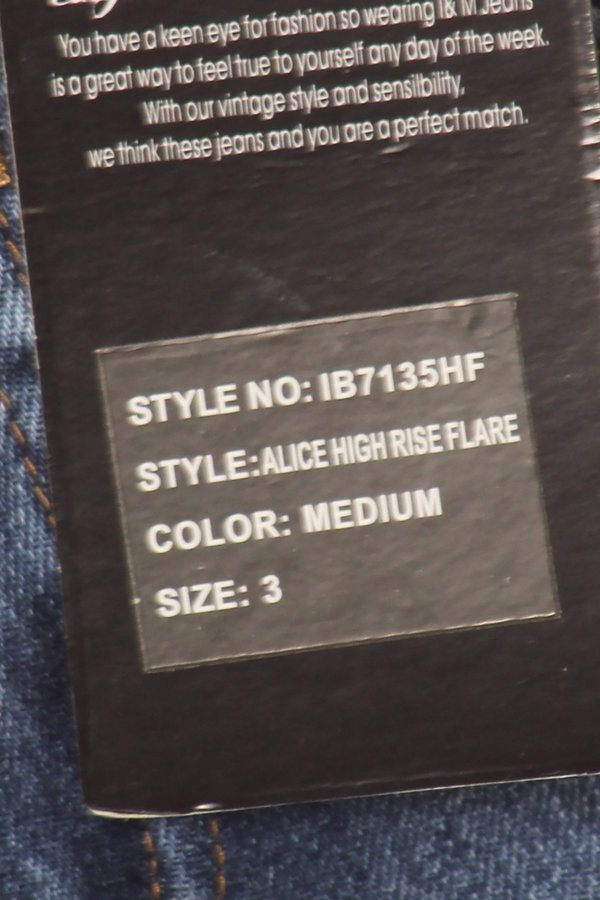 You have a keen eye for fashion so wearing I& M Jeans
is a great way to feel true to yourself any day of the week.
With our vintage style and sensilbility,
we think these jeans and you are a perfect match.
STYLE NO: IB7135HF
STYLE:ALICE HIGH RISE FLARE
COLOR: MEDIUM
SIZE: 3